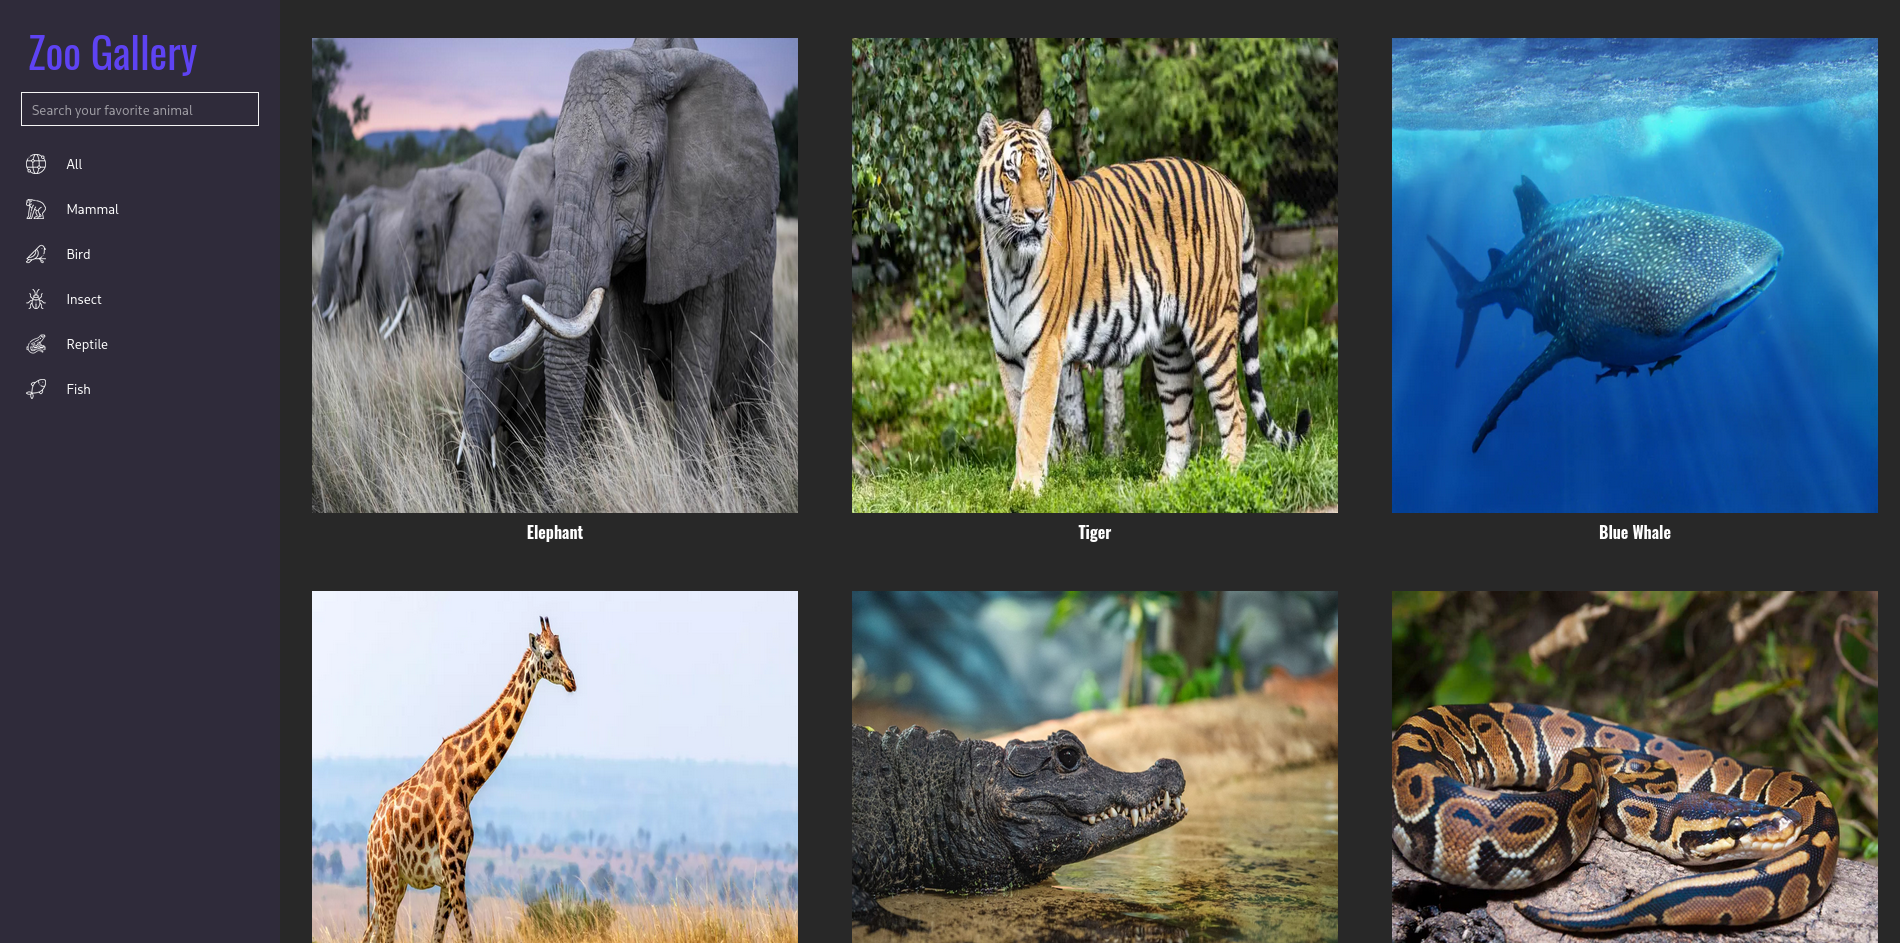 Zoo Gallery
Search your favorite animal
All
Mammal
Bird
Insect
Reptile
Fish
Elephant
Tiger
Blue Whale